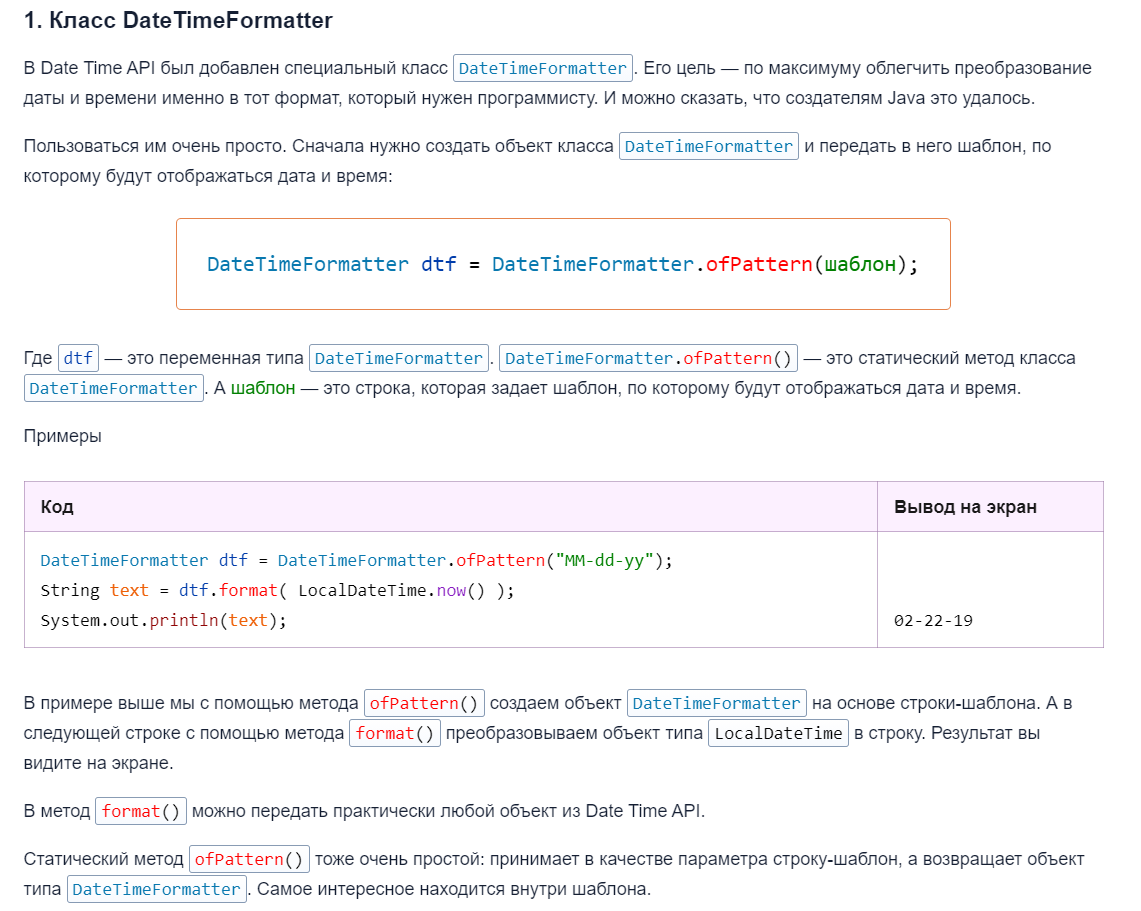 1. Класс DateTimeFormatter
В Date Time API был добавлен специальный класс DateTimeFormatter. Его цель — по максимуму облегчить преобразование
даты и времени именно в тот формат, который нужен программисту. И можно сказать, что создателям Java это удалось.
Пользоваться им очень просто. Сначала нужно создать объект класса DateTimeFormatter и передать в него шаблон, по
которому будут отображаться дата и время:
DateTimeFormatter dtf = DateTimeFormatter.ofPattern(шаблон);
Где dtf — это переменная типа DateTimeFormatter. DateTimeFormatter.ofPattern() — это статический метод класса
DateTimeFormatter. А шаблон — это строка, которая задает шаблон, по которому будут отображаться дата и время.
Примеры
Код Вывод на экран
DateTimeFormatter dtf = DateTimeFormatter.ofPattern("MM-dd-yy");
String text = dtf.format( LocalDateTime.now() );
System.out.println(text); 02-22-19
В примере выше мы с помощью метода ofPattern() создаем объект DateTimeFormatter на основе строки-шаблона. А в
следующей строке с помощью метода format() преобразовываем объект типа LocalDateTime в строку. Результат вы
видите на экране.
В метод format() можно передать практически любой объект из Date Time API.
Статический метод ofPattern() тоже очень простой: принимает в качестве параметра строку-шаблон, а возвращает объект
типа DateTimeFormatter. Самое интересное находится внутри шаблона.